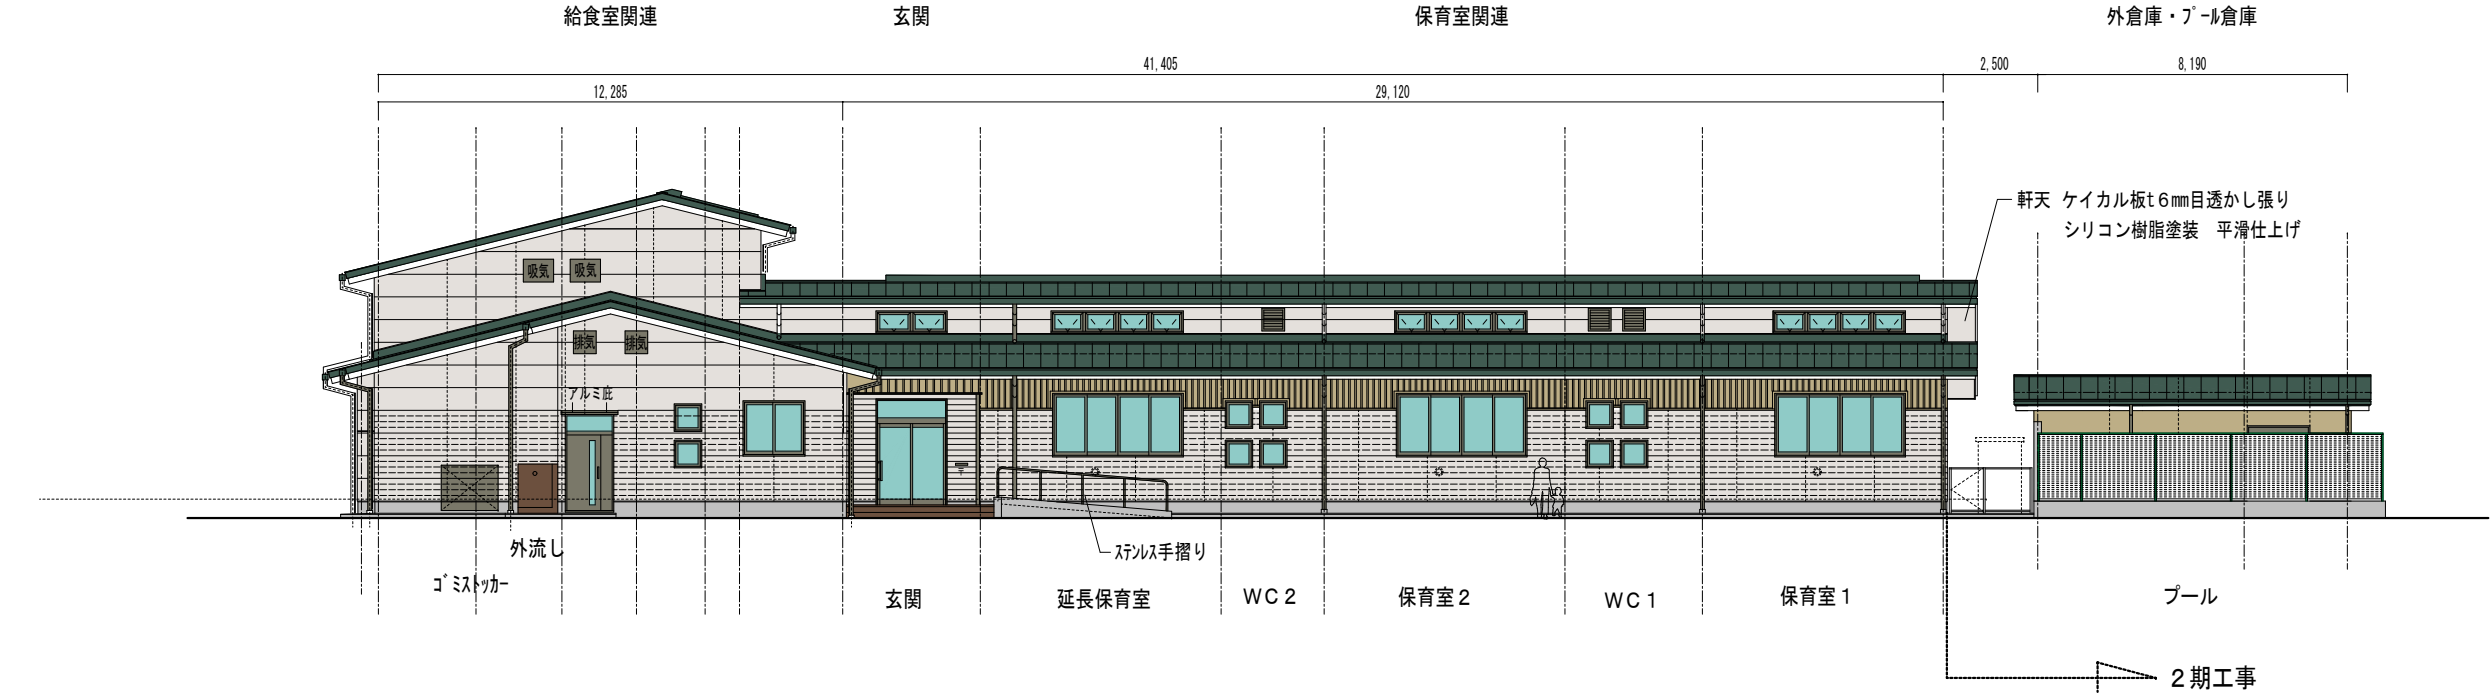 給食室関連
玄関
保育室関連
外倉庫・ﾌﾟｰﾙ倉庫
41,405
2,500
8,190
12,285
29,120
軒天 ケイカル板t6㎜目透かし張り
シリコン樹脂塗装 平滑仕上げ
吸気
吸気
排気
排気
アルミ庇
外流し
ｺﾞﾐｽﾄｯｶｰ
ｽﾃﾝﾚｽ手摺り
玄関
延長保育室
WC2
保育室2
WC1
保育室1
プール
2期工事